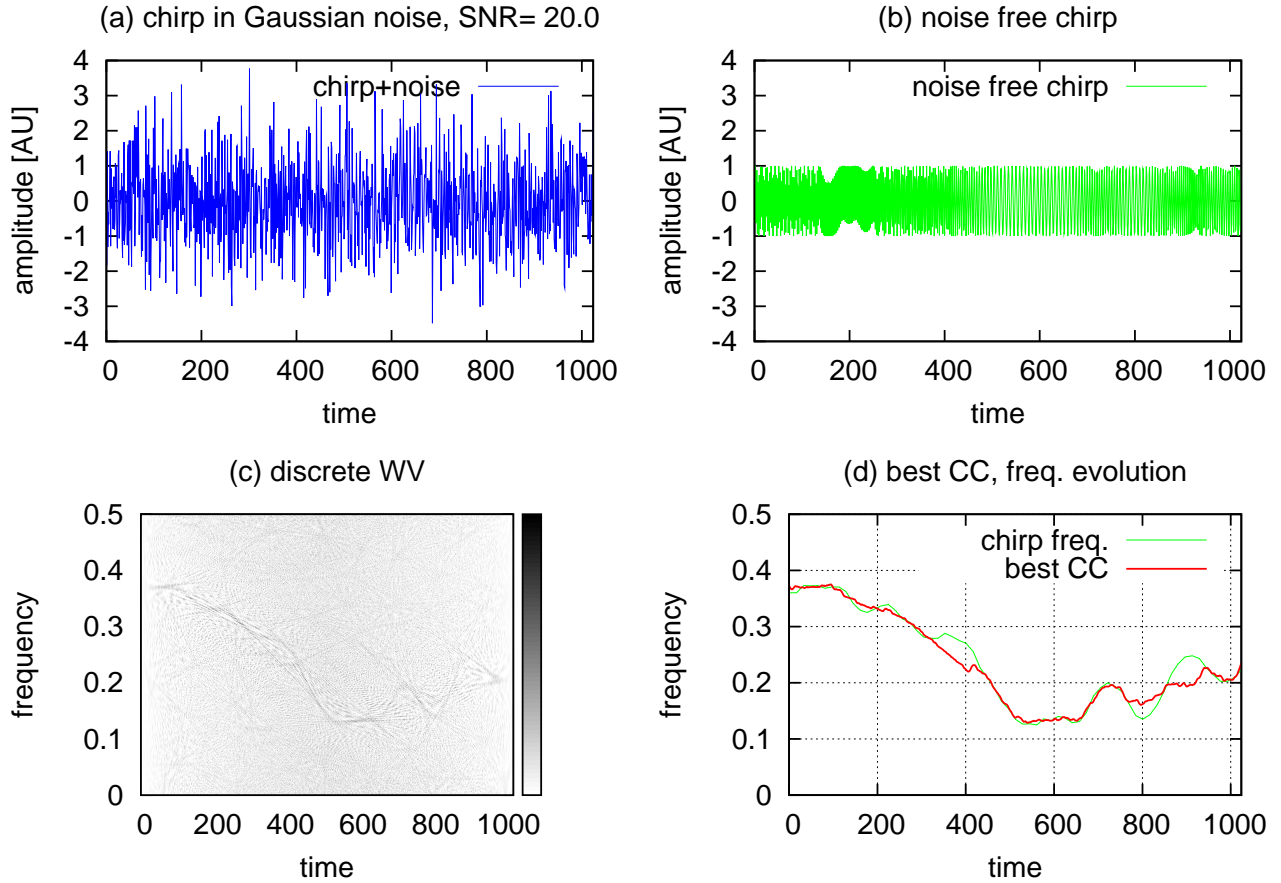 (a) chirp in Gaussian noise, SNR= 20.0
chirp+noise
amplitude [AU]
4
3
2
1
0
-1
-2
-3
-4
0 200 400 600 800 1000
time
(b) noise free chirp
noise free chirp
amplitude [AU]
4
3
2
1
0
-1
-2
-3
-4
0 200 400 600 800 1000
time
(c) discrete WV
frequency
0.5
0.4
0.3
0.2
0.1
0
0 200 400 600 800 1000
time
(d) best CC, freq. evolution
chirp freq.
best CC
frequency
0.5
0.4
0.3
0.2
0.1
0
0 200 400 600 800 1000
time